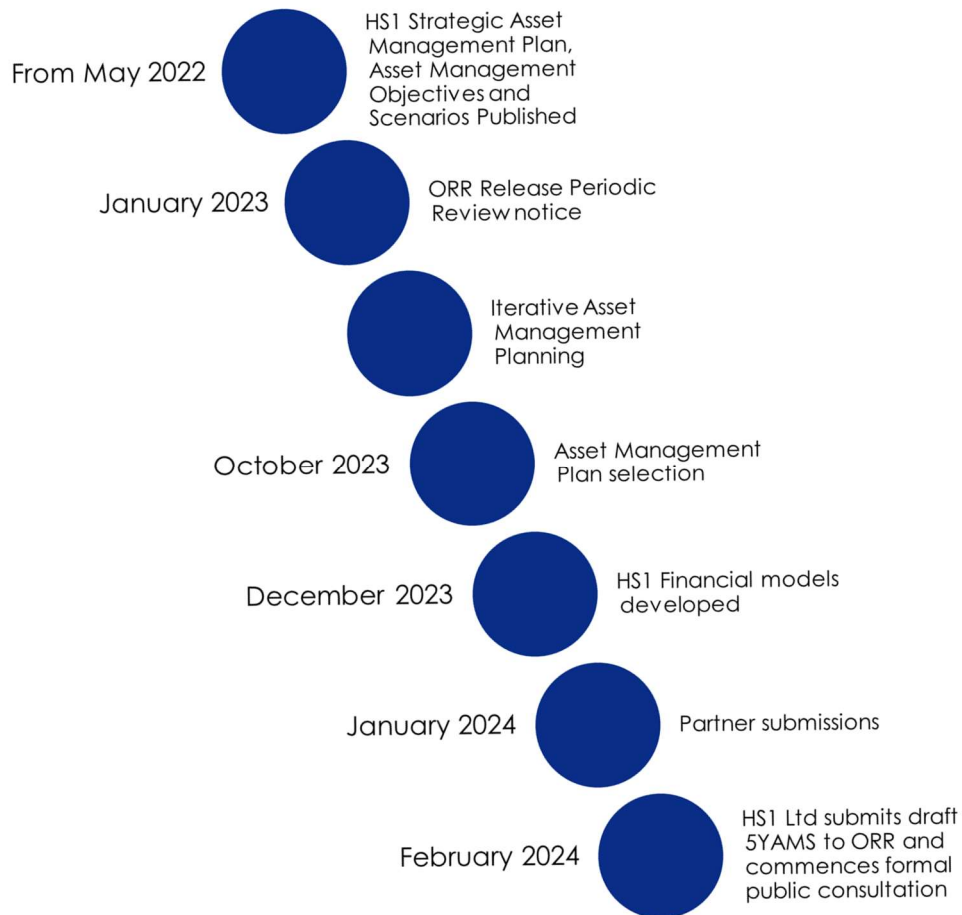 From May 2022
HS1 Strategic Asset
Management Plan,
Asset Management
Objectives and
Scenarios Published
January 2023
ORR Release Periodic
Review notice
Iterative Asset
Management
Planning
October 2023
Asset Management
Plan selection
December 2023
HS1 Financial models
developed
January 2024
Partner submissions
February 2024
HS1 Ltd submits draft
5YAMS to ORR and
commences formal
public consultation